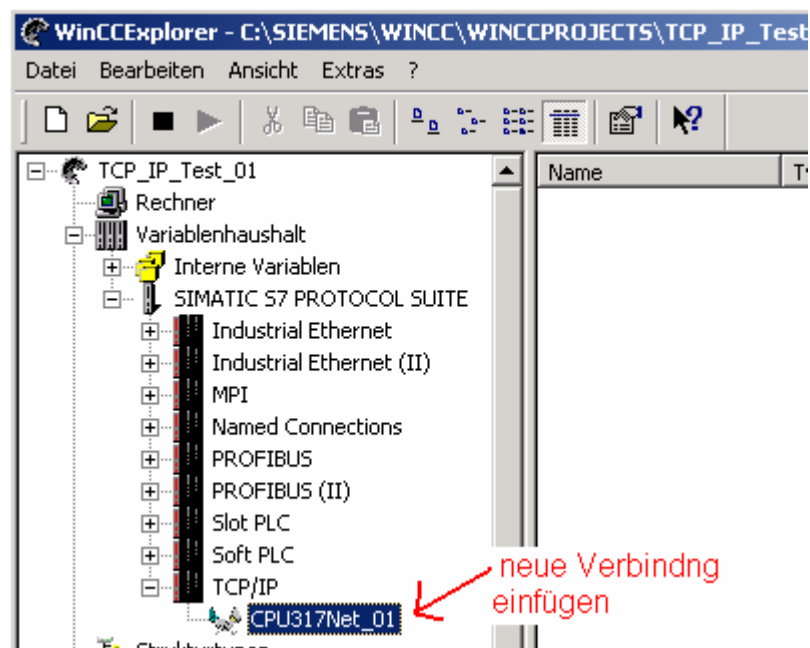 WinCCExplorer - C:\SIEMENS\WINCC\WINCCPROJECTS\TCP_IP_Test
Datei Bearbeiten Ansicht Extras ?
TCP_IP_Test_01
Rechner
Variablenhaushalt
Interne Variablen
SIMATIC S7 PROTOCOL SUITE
Industrial Ethernet
Industrial Ethernet (II)
MPI
Named Connections
PROFIBUS
PROFIBUS (II)
Slot PLC
Soft PLC
TCP/IP
CPU317Net_01
Name
neue Verbindng
einfügen